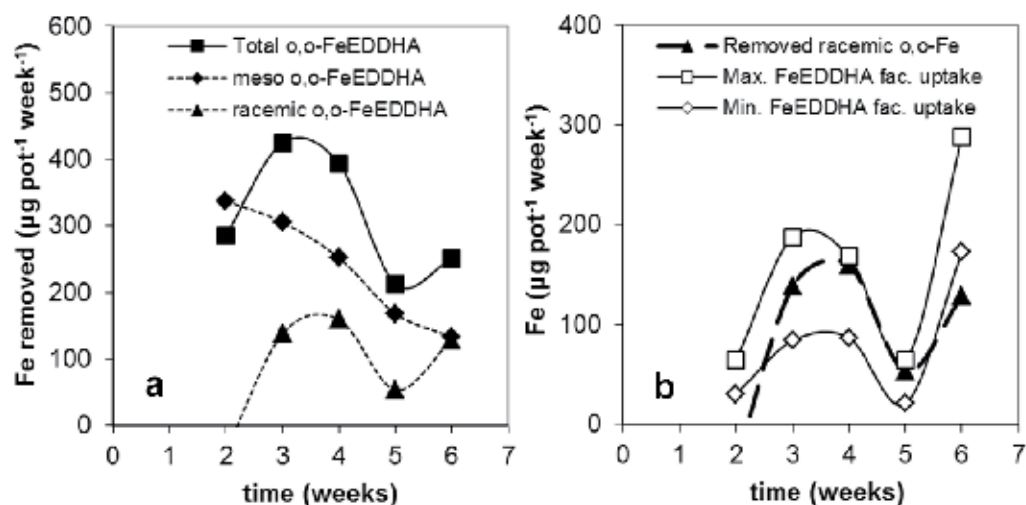 Fe removed (µg pot⁻¹ week⁻¹)
600
500
400
300
200
100
0
Total o,o-FeEDDHA
meso o,o-FeEDDHA
racemic o,o-FeEDDHA
a
0 1 2 3 4 5 6 7
time (weeks)
Fe (µg pot⁻¹ week⁻¹)
400
300
200
100
0
Removed racemic o,o-Fe
Max. FeEDDHA fac. uptake
Min. FeEDDHA fac. uptake
b
0 1 2 3 4 5 6 7
time (weeks)